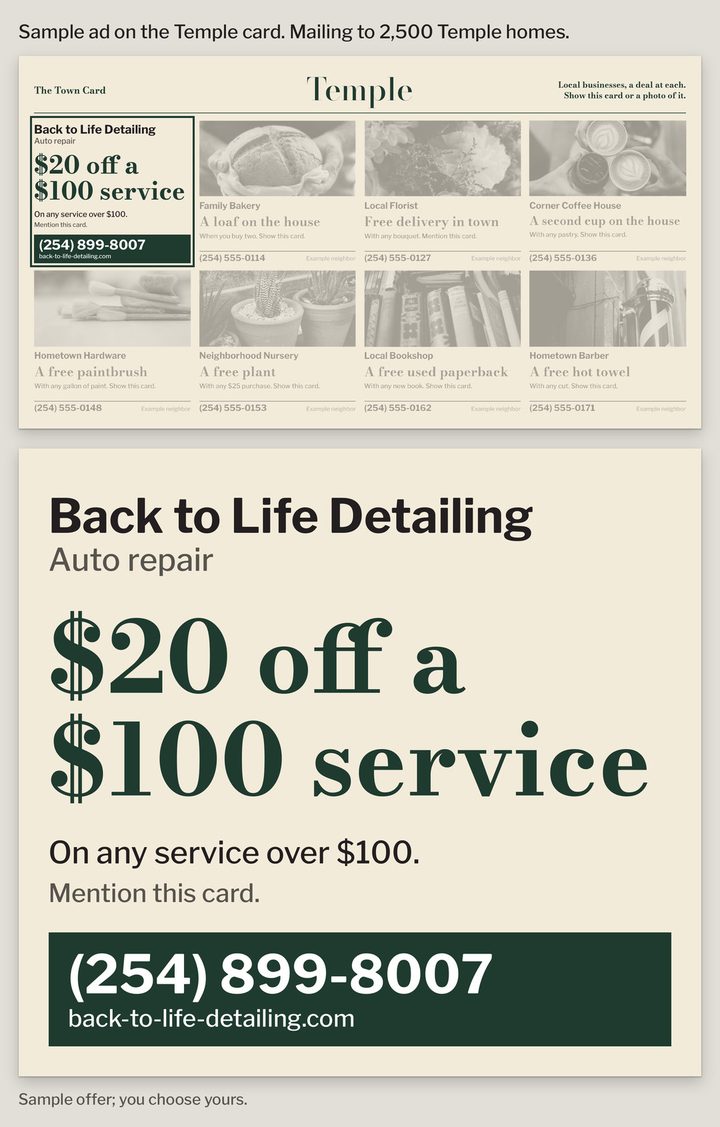 Sample ad on the Temple card. Mailing to 2,500 Temple homes.
The Town Card
Temple
Local businesses, a deal at each.
Show this card or a photo of it.
Back to Life Detailing
Auto repair
$20 off a
$100 service
On any service over $100.
Mention this card.
(254) 899-8007
back-to-life-detailing.com
Family Bakery
A loaf on the house
When you buy two. Show this card.
(254) 555-0114
Example neighbor
Local Florist
Free delivery in town
With any bouquet. Mention this card.
(254) 555-0127
Example neighbor
Corner Coffee House
A second cup on the house
With any pastry. Show this card.
(254) 555-0136
Example neighbor
Hometown Hardware
A free paintbrush
With any gallon of paint. Show this card.
(254) 555-0148
Example neighbor
Neighborhood Nursery
A free plant
With any $25 purchase. Show this card.
(254) 555-0153
Example neighbor
Local Bookshop
A free used paperback
With any new book. Show this card.
(254) 555-0162
Example neighbor
Hometown Barber
A free hot towel
With any cut. Show this card.
(254) 555-0171
Example neighbor
Back to Life Detailing
Auto repair
$20 off a
$100 service
On any service over $100.
Mention this card.
(254) 899-8007
back-to-life-detailing.com
Sample offer; you choose yours.